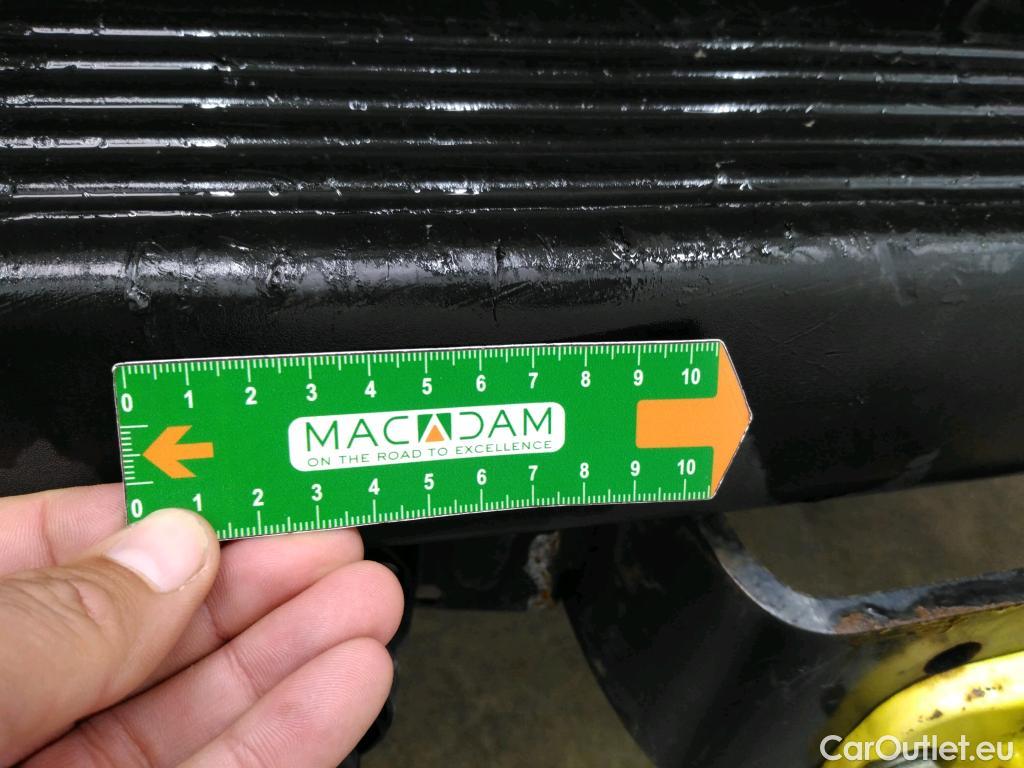 0 1 2 3 4 5 6 7 8 9 10
MACADAM
ON THE ROAD TO EXCELLENCE
0 1 2 3 4 5 6 7 8 9 10
CarOutlet.eu